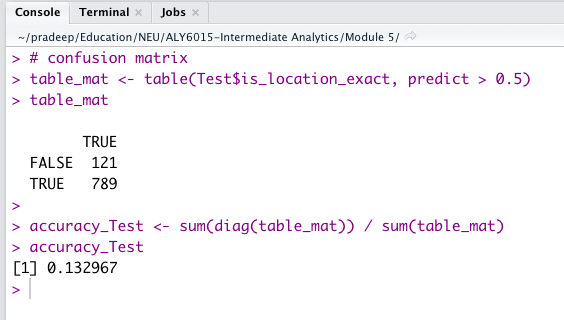 Console Terminal × Jobs ×
~/pradeep/Education/NEU/ALY6015-Intermediate Analytics/Module 5/
> # confusion matrix
> table_mat <- table(Test$is_location_exact, predict > 0.5)
> table_mat
TRUE
FALSE 121
TRUE 789
>
> accuracy_Test <- sum(diag(table_mat)) / sum(table_mat)
> accuracy_Test
[1] 0.132967
>